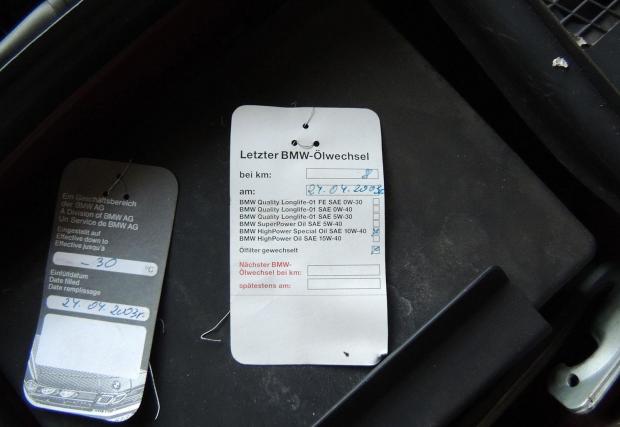 Ein Geschäftsbereich
der BMW AG
A Division of BMW AG
Un Service de BMW AG
Eingestellt auf
Effective down to
Effective jusqu'à
-30 °C
Einfülldatum
Date filled
Date remplissage
24. 04. 2003r.
Letzter BMW-Ölwechsel
bei km:
am: 24. 04. 2003r.
BMW Quality Longlife-01 FE SAE 0W-30
BMW Quality Longlife-01 SAE 0W-40
BMW Quality Longlife-01 SAE 5W-30
BMW SuperPower Oil SAE 5W-40
BMW HighPower Special Oil SAE 10W-40
BMW HighPower Oil SAE 15W-40
Ölfilter gewechselt
Nächster BMW-
Ölwechsel bei km:
spätestens am: